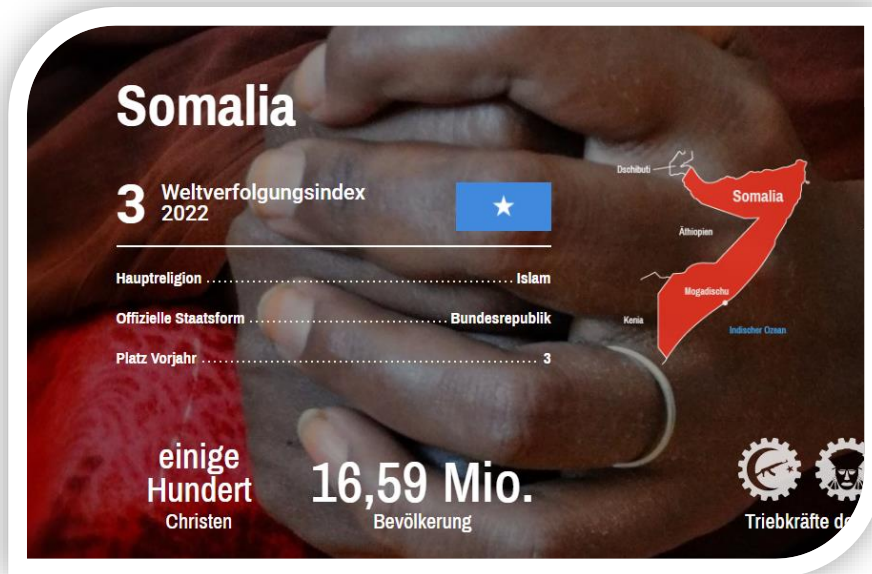 Somalia
3 Weltverfolgungsindex
2022
Hauptreligion ........................................................ Islam
Offizielle Staatsform ................................... Bundesrepublik
Platz Vorjahr ........................................................... 3
einige
Hundert
Christen
16,59 Mio.
Bevölkerung
Dschibuti
Somalia
Äthiopien
Mogadischu
Kenia
Indischer Ozean
Triebkräfte